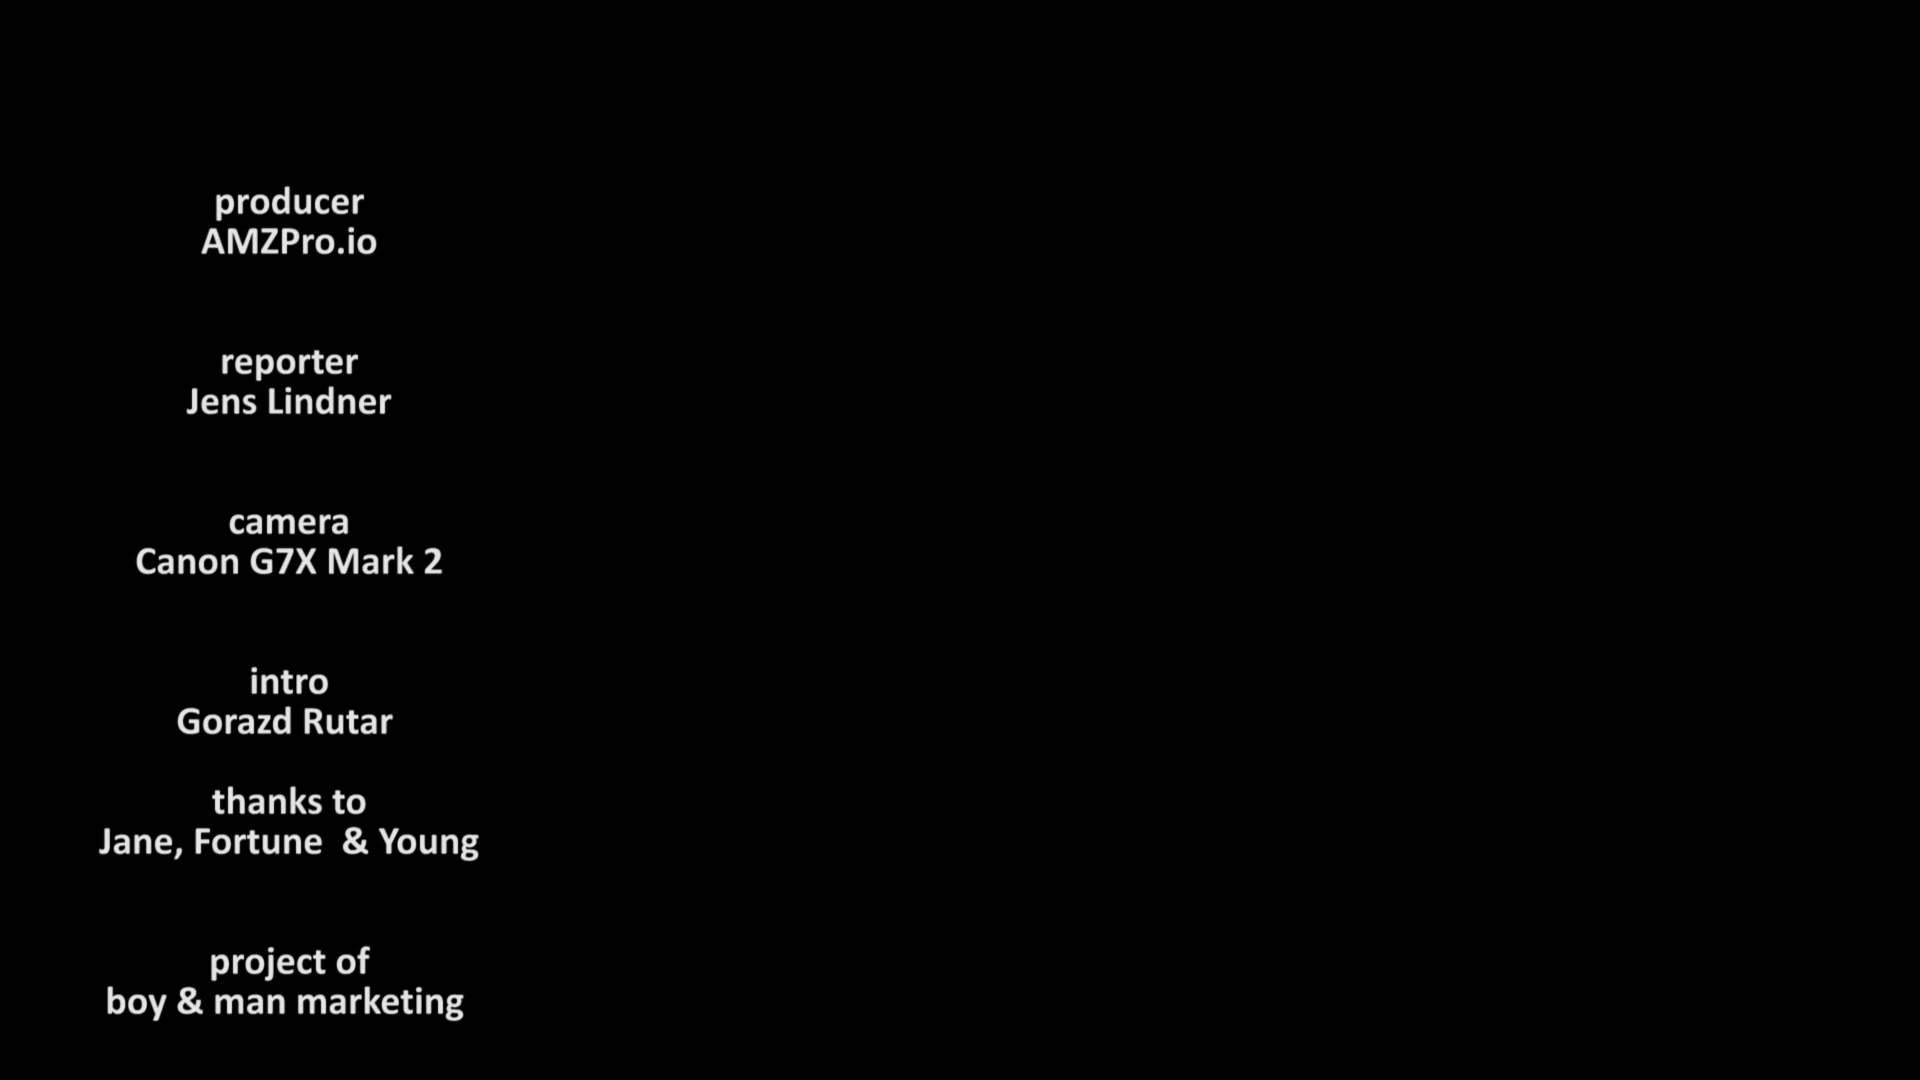 producer
AMZPro.io
reporter
Jens Lindner
camera
Canon G7X Mark 2
intro
Gorazd Rutar
thanks to
Jane, Fortune  & Young
project of
boy & man marketing